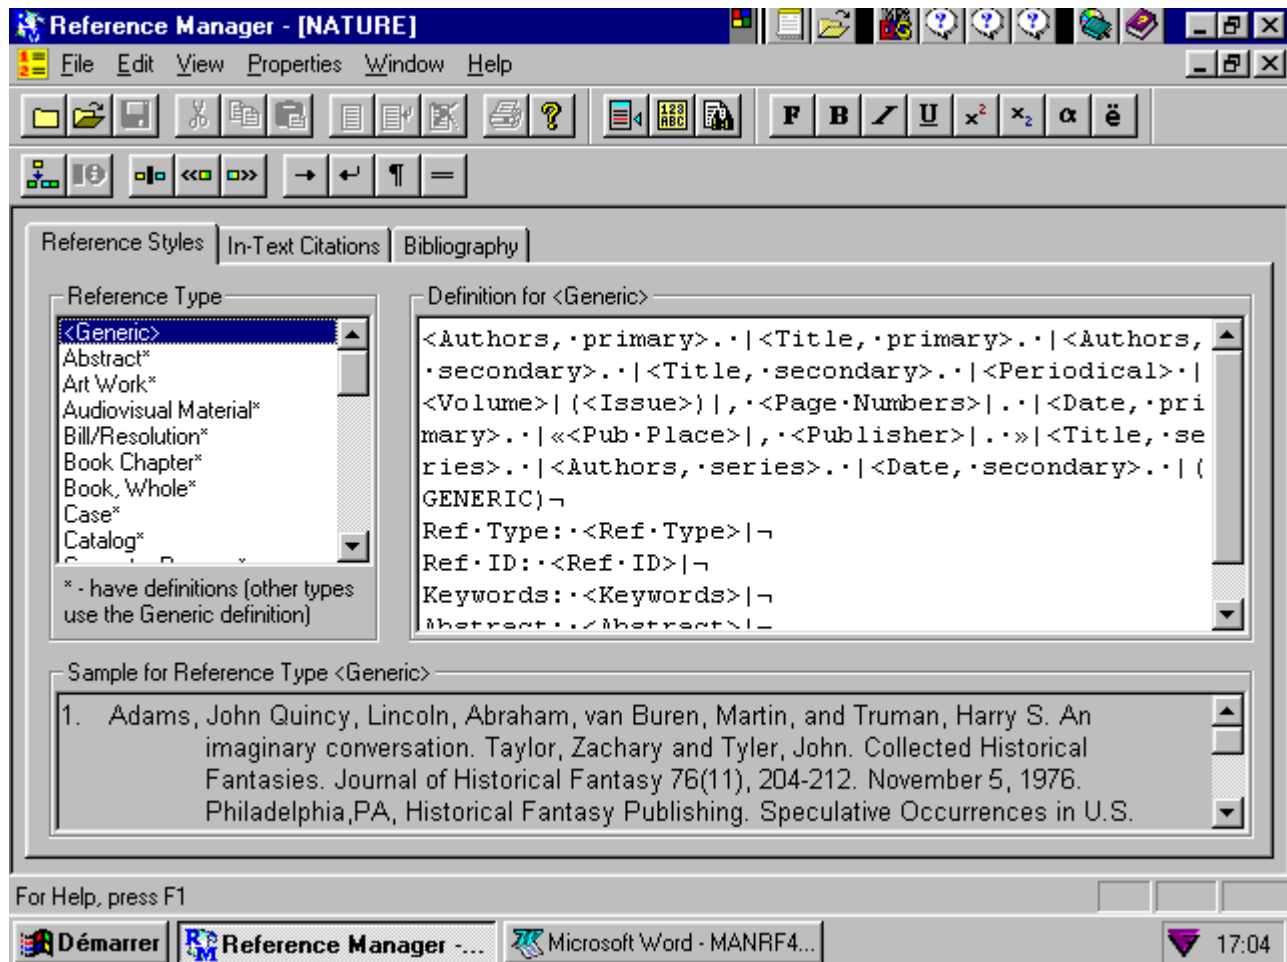 Reference Manager - [NATURE]
File Edit View Properties Window Help
123
ABC
F B I U x² x₂ α ë
Reference Styles In-Text Citations Bibliography
Reference Type
<Generic>
Abstract*
Art Work*
Audiovisual Material*
Bill/Resolution*
Book Chapter*
Book, Whole*
Case*
Catalog*
* - have definitions (other types
use the Generic definition)
Definition for <Generic>
<Authors,·primary>.·|<Title,·primary>.·|<Authors,
·secondary>.·|<Title,·secondary>.·|<Periodical>·|
<Volume>|(<Issue>)|,·<Page·Numbers>|.·|<Date,·pri
mary>.·|«<Pub·Place>|,·<Publisher>|.·»|<Title,·se
ries>.·|<Authors,·series>.·|<Date,·secondary>.·|(
GENERIC)¬
Ref·Type:·<Ref·Type>|¬
Ref·ID:·<Ref·ID>|¬
Keywords:·<Keywords>|¬
Abstract:·<Abstract>|¬
Sample for Reference Type <Generic>
1. Adams, John Quincy, Lincoln, Abraham, van Buren, Martin, and Truman, Harry S. An
imaginary conversation. Taylor, Zachary and Tyler, John. Collected Historical
Fantasies. Journal of Historical Fantasy 76(11), 204-212. November 5, 1976.
Philadelphia,PA, Historical Fantasy Publishing. Speculative Occurrences in U.S.
For Help, press F1
Démarrer Reference Manager -... Microsoft Word - MANRF4... 17:04